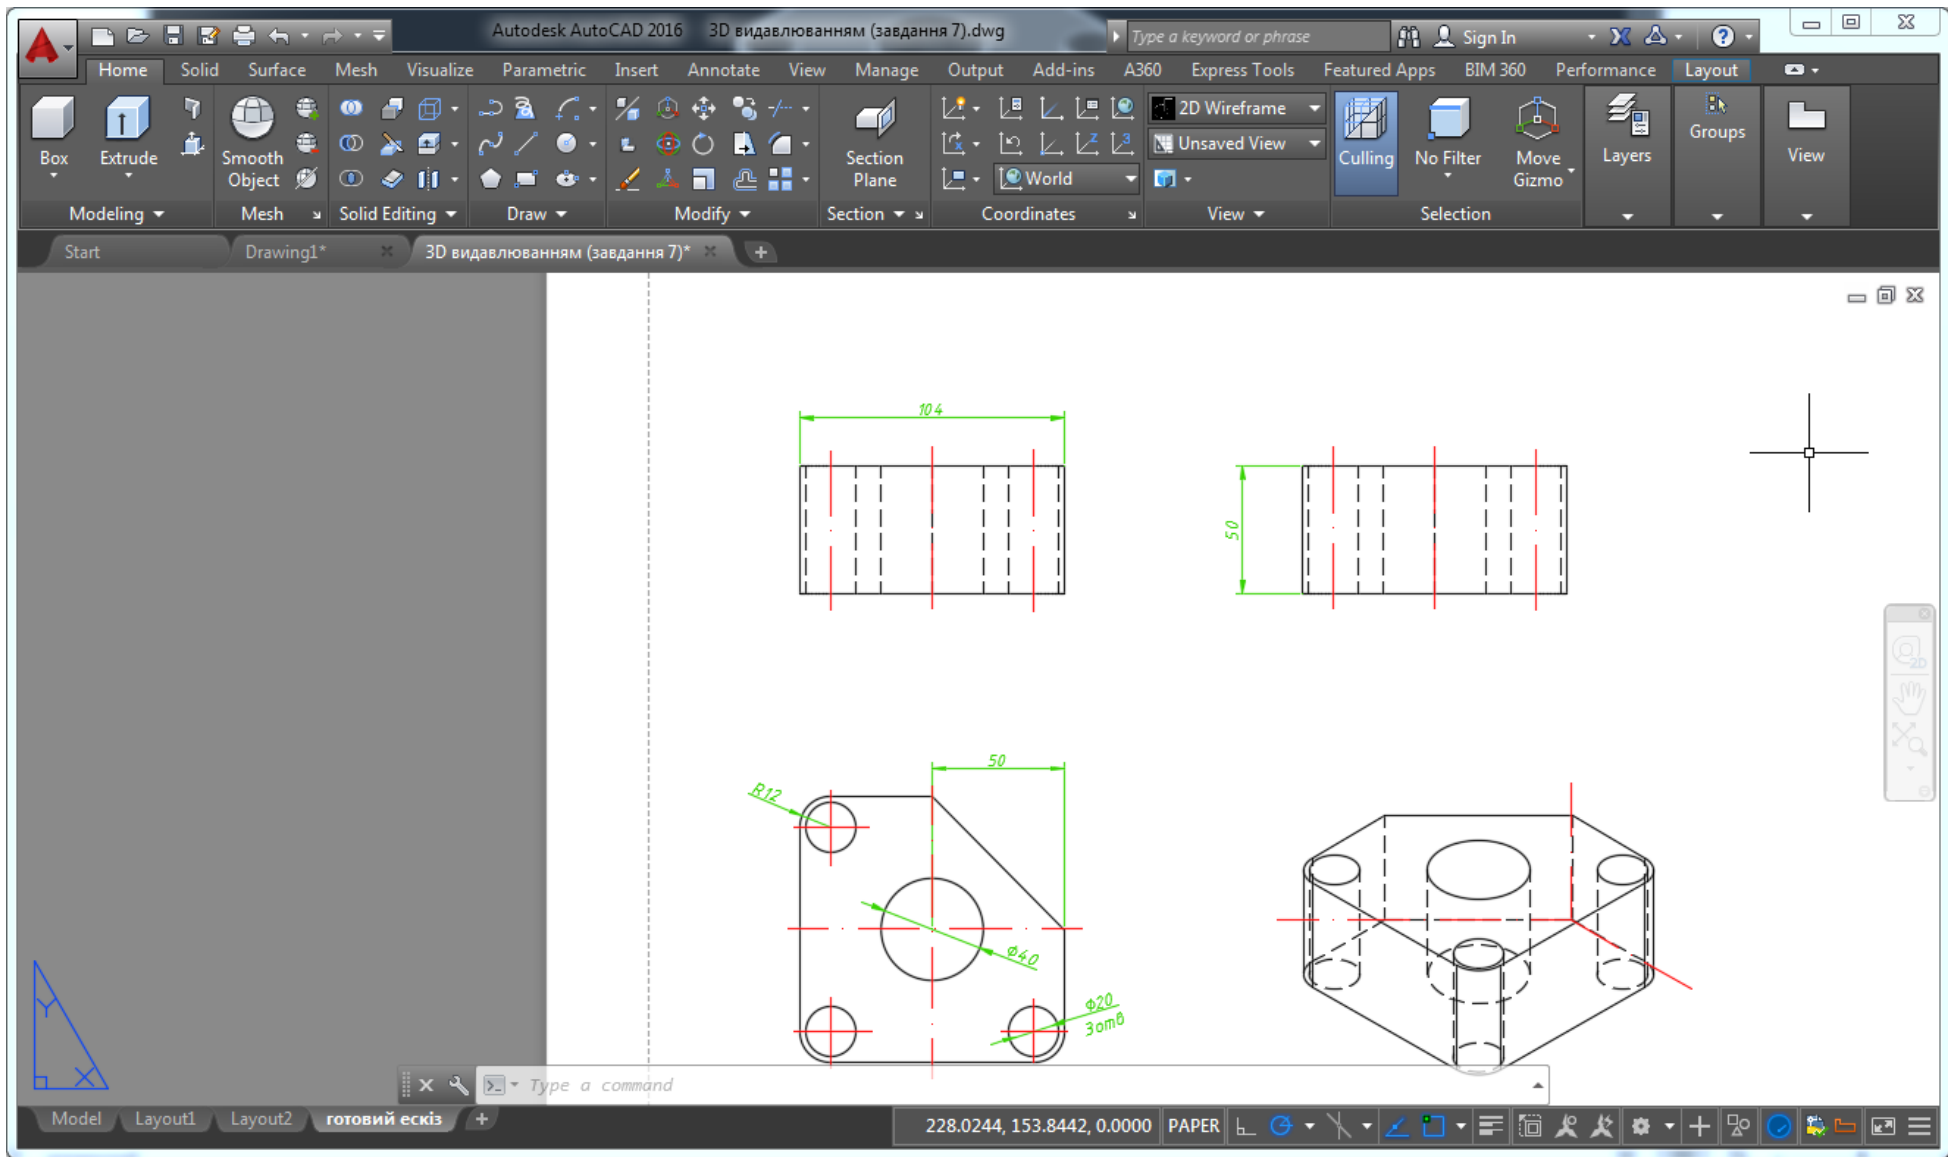 Autodesk AutoCAD 2016 3D видавлюванням (завдання 7).dwg
Type a keyword or phrase
Sign In
Home Solid Surface Mesh Visualize Parametric Insert Annotate View Manage Output Add-ins A360 Express Tools Featured Apps BIM 360 Performance Layout
Box
Extrude
Smooth
Object
Section
Plane
World
2D Wireframe
Unsaved View
Culling
No Filter
Move
Gizmo
Layers
Groups
View
Modeling Mesh Solid Editing Draw Modify Section Coordinates View Selection
Start Drawing1* 3D видавлюванням (завдання 7)*
104
50
50
R12
Ф40
Ф20
3отв
2D
Y
X
Type a command
Model Layout1 Layout2 готовий ескіз
228.0244, 153.8442, 0.0000 PAPER